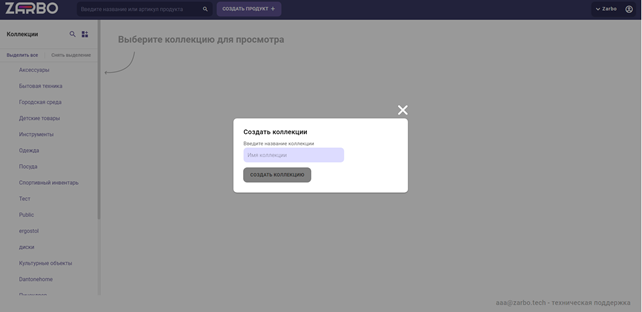 ZARBO
Введите название или артикул продукта
СОЗДАТЬ ПРОДУКТ +
Zarbo
Коллекции
Выделить все
Снять выделение
Выберите коллекцию для просмотра
Аксессуары
Бытовая техника
Городская среда
Детские товары
Инструменты
Одежда
Посуда
Спортивный инвентарь
Тест
Public
ergostol
диски
Культурные объекты
Dantonehome
Создать коллекции
Введите название коллекции
Имя коллекции
СОЗДАТЬ КОЛЛЕКЦИЮ
aaa@zarbo.tech - техническая поддержка